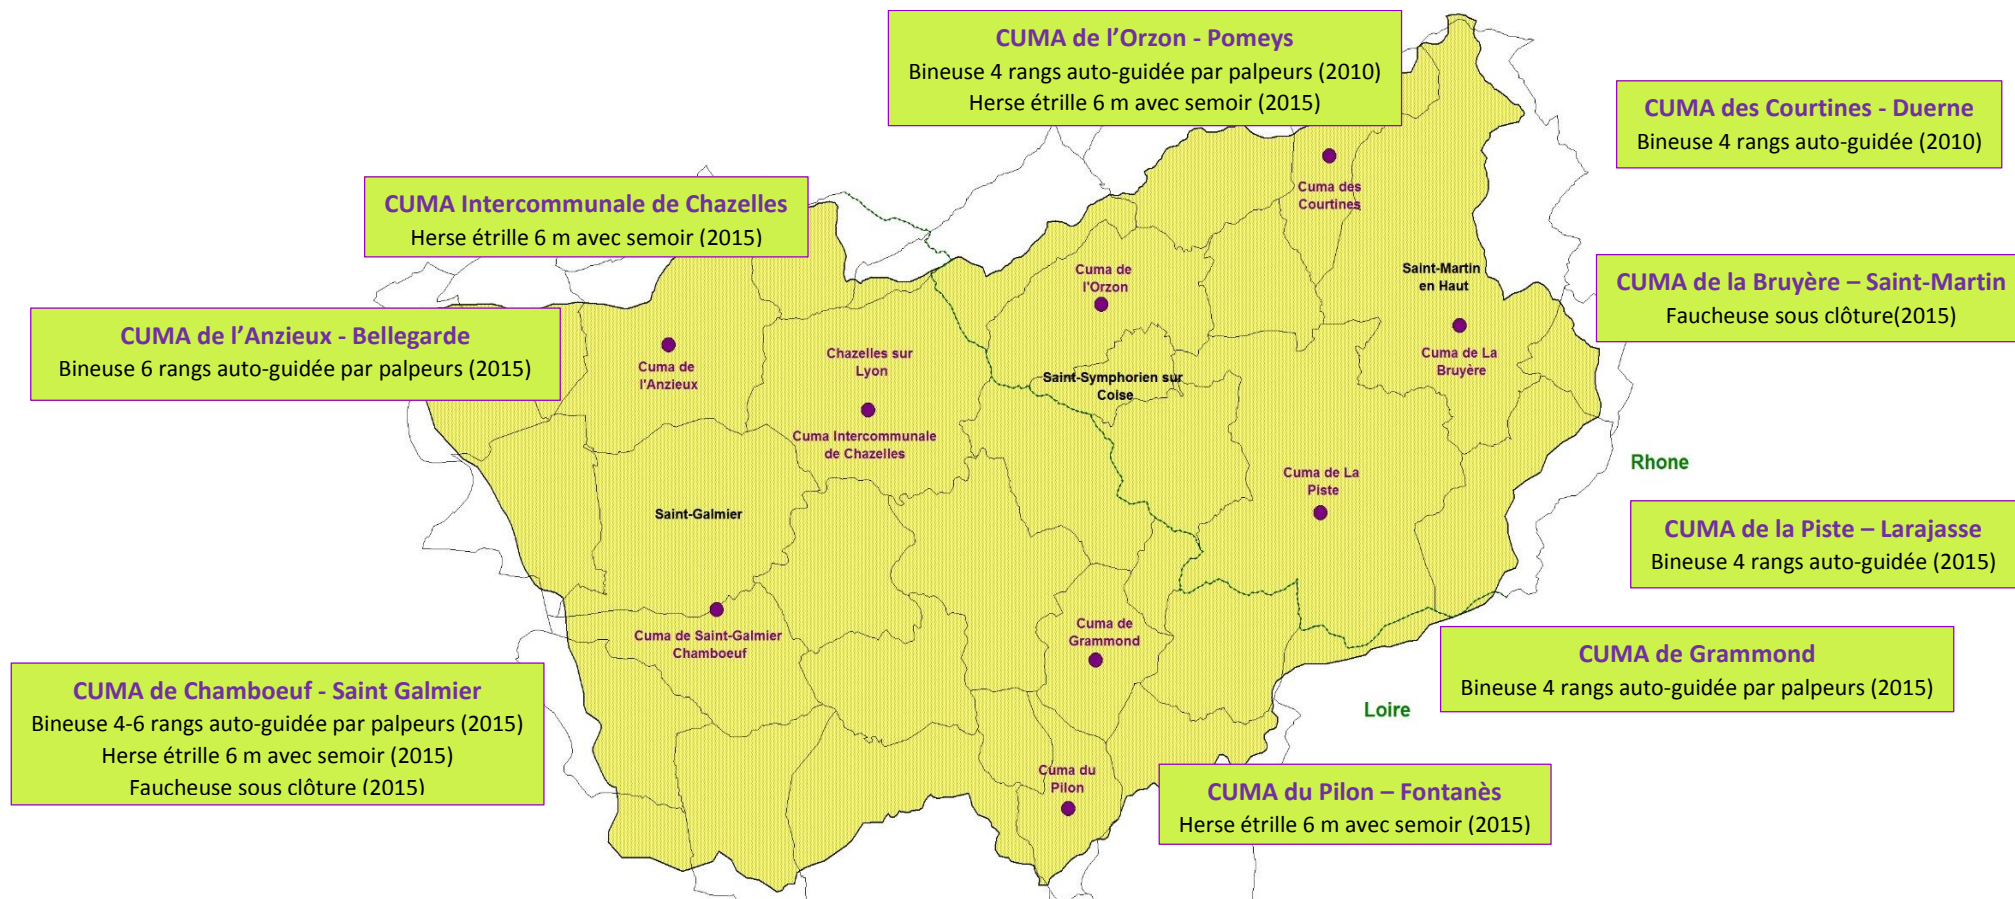 CUMA de l’Orzon - Pomeys
Bineuse 4 rangs auto-guidée par palpeurs (2010)
Herse étrille 6 m avec semoir (2015)
CUMA des Courtines - Duerne
Bineuse 4 rangs auto-guidée (2010)
CUMA Intercommunale de Chazelles
Herse étrille 6 m avec semoir (2015)
CUMA de la Bruyère – Saint-Martin
Faucheuse sous clôture(2015)
CUMA de l’Anzieux - Bellegarde
Bineuse 6 rangs auto-guidée par palpeurs (2015)
Cuma des
Courtines
Cuma de
l'Orzon
Saint-Martin
en Haut
Cuma de La
Bruyère
Cuma de
l'Anzieux
Chazelles sur
Lyon
Cuma Intercommunale
de Chazelles
Saint-Symphorien sur
Coise
Cuma de La
Piste
Rhone
Saint-Galmier
CUMA de la Piste – Larajasse
Bineuse 4 rangs auto-guidée (2015)
Cuma de Saint-Galmier
Chamboeuf
Cuma de
Grammond
CUMA de Grammond
Bineuse 4 rangs auto-guidée par palpeurs (2015)
Loire
CUMA de Chamboeuf - Saint Galmier
Bineuse 4-6 rangs auto-guidée par palpeurs (2015)
Herse étrille 6 m avec semoir (2015)
Faucheuse sous clôture (2015)
Cuma du
Pilon
CUMA du Pilon – Fontanès
Herse étrille 6 m avec semoir (2015)